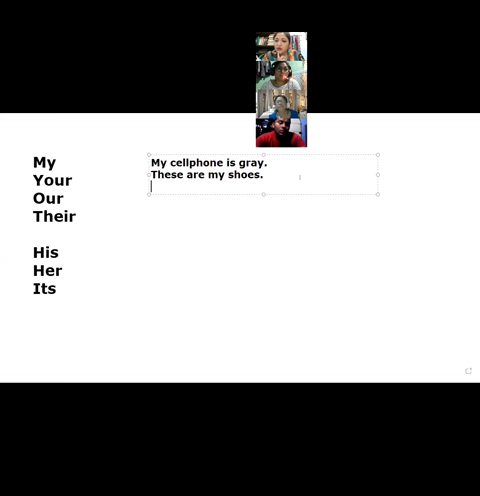 My
Your
Our
Their
His
Her
Its
My cellphone is gray.
These are my shoes.